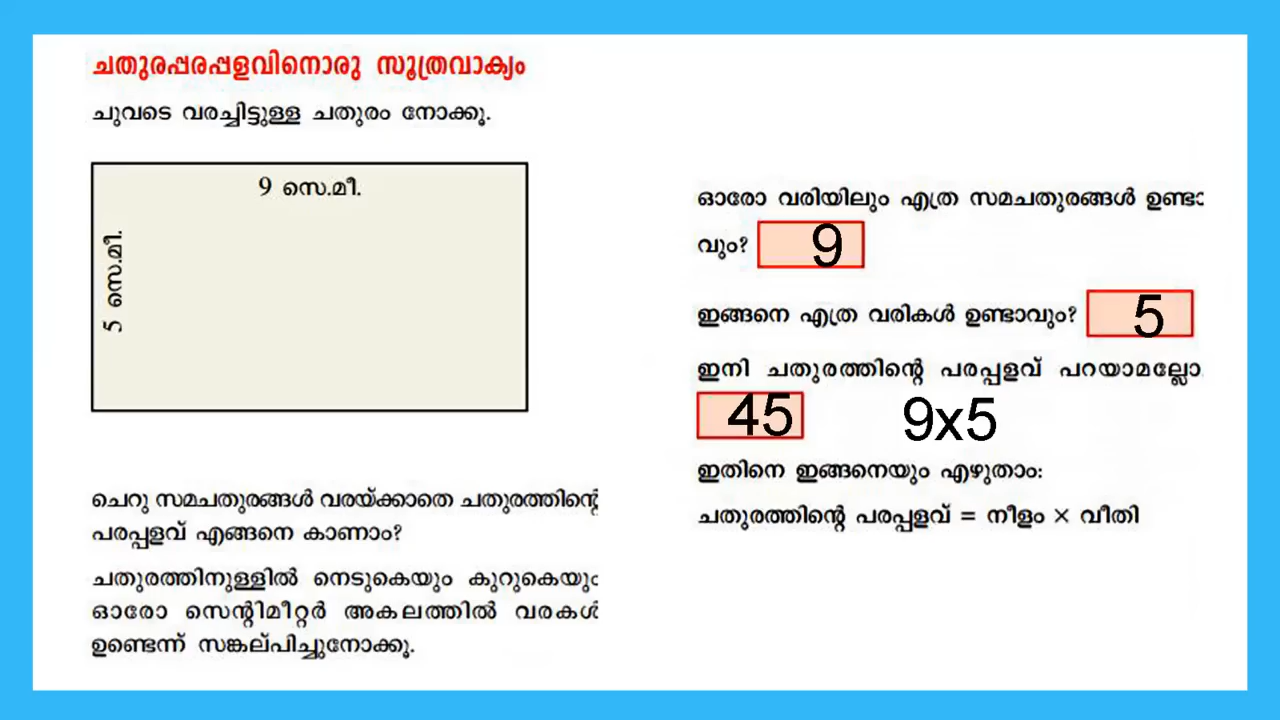 ചതുരപ്പരപ്പളവിനൊരു സൂത്രവാക്യം
ചുവടെ വരച്ചിട്ടുള്ള ചതുരം നോക്കൂ.
9 സെ.മീ.
5 സെ.മീ.
ചെറു സമചതുരങ്ങൾ വരയ്ക്കാതെ ചതുരത്തിന്റെ
പരപ്പളവ് എങ്ങനെ കാണാം?
ചതുരത്തിനുള്ളിൽ നെടുകെയും കുറുകെയും
ഓരോ സെന്റിമീറ്റർ അകലത്തിൽ വരകൾ
ഉണ്ടെന്ന് സങ്കല്പിച്ചുനോക്കൂ.
ഓരോ വരിയിലും എത്ര സമചതുരങ്ങൾ ഉണ്ടാ
വും? 9
ഇങ്ങനെ എത്ര വരികൾ ഉണ്ടാവും? 5
ഇനി ചതുരത്തിന്റെ പരപ്പളവ് പറയാമല്ലോ
45 9x5
ഇതിനെ ഇങ്ങനെയും എഴുതാം:
ചതുരത്തിന്റെ പരപ്പളവ് = നീളം × വീതി